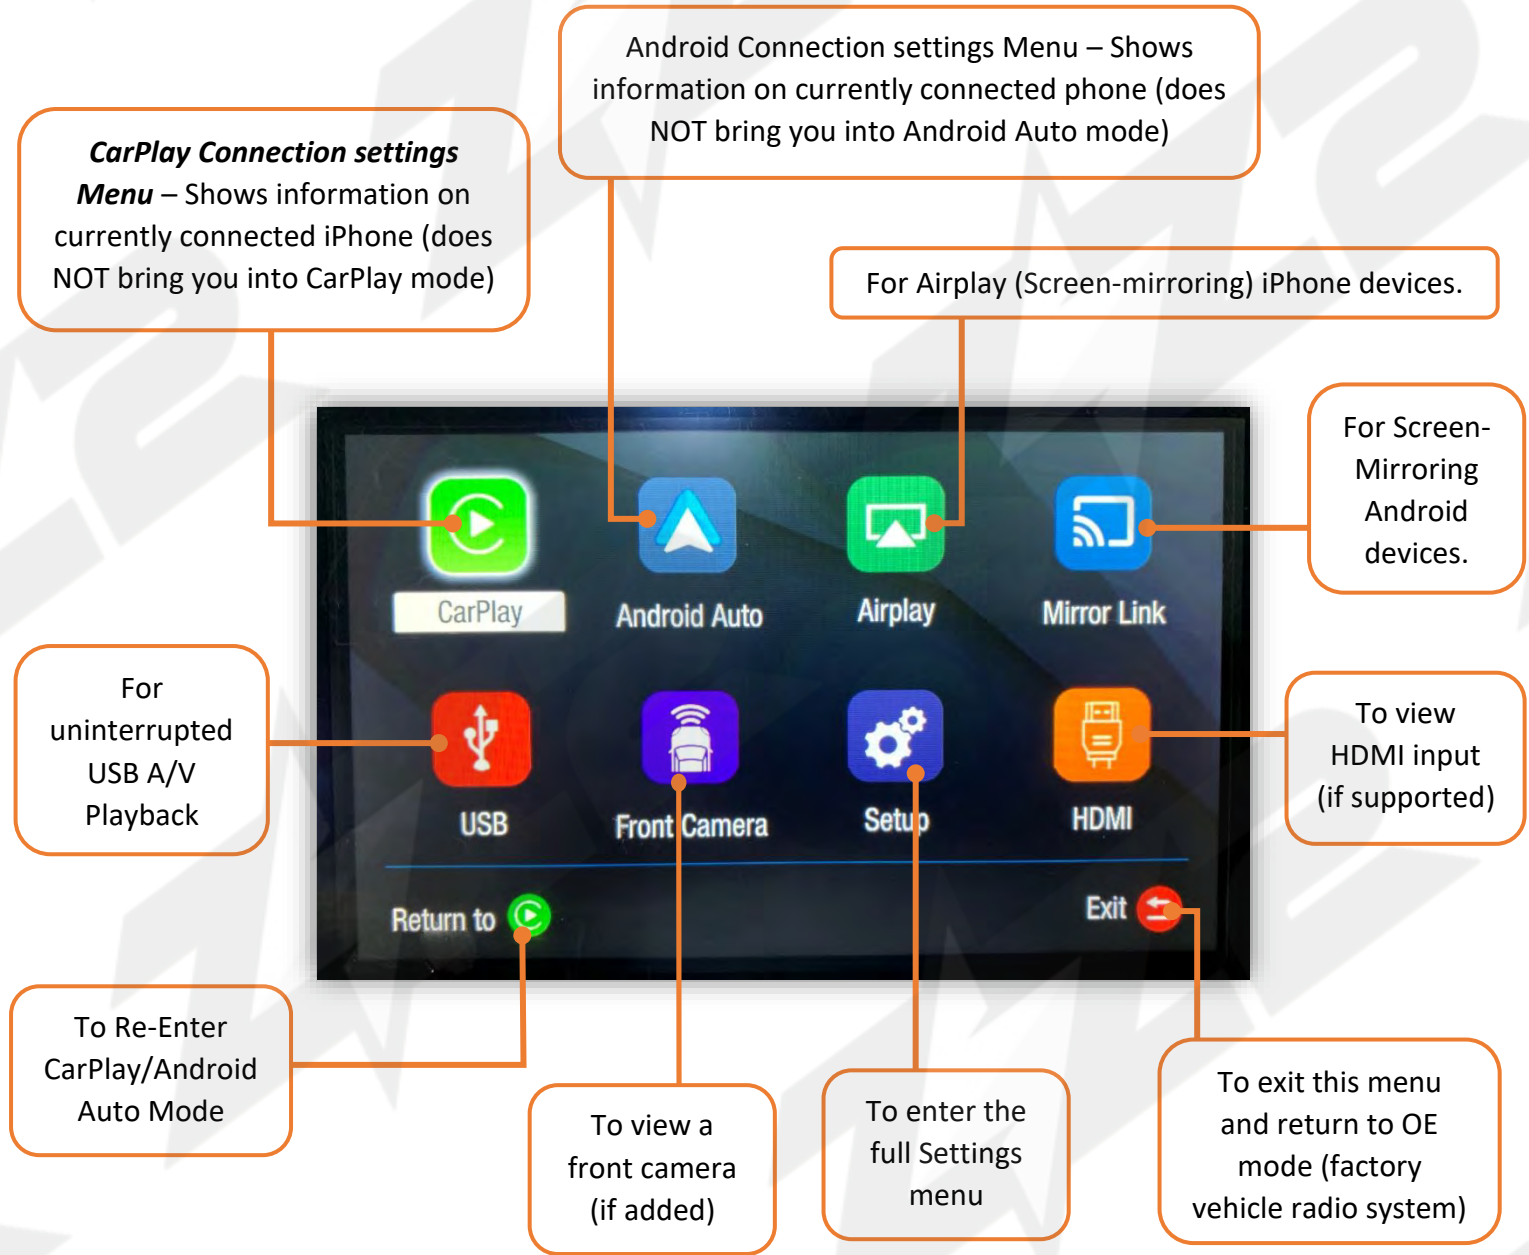 Android Connection settings Menu – Shows
information on currently connected phone (does
NOT bring you into Android Auto mode)
CarPlay Connection settings
Menu – Shows information on
currently connected iPhone (does
NOT bring you into CarPlay mode)
For Airplay (Screen-mirroring) iPhone devices.
For Screen-
Mirroring
Android
devices.
CarPlay
Android Auto
Airplay
Mirror Link
For
uninterrupted
USB A/V
Playback
To view
HDMI input
(if supported)
USB
Front Camera
Setup
HDMI
Return to
Exit
To Re-Enter
CarPlay/Android
Auto Mode
To view a
front camera
(if added)
To enter the
full Settings
menu
To exit this menu
and return to OE
mode (factory
vehicle radio system)